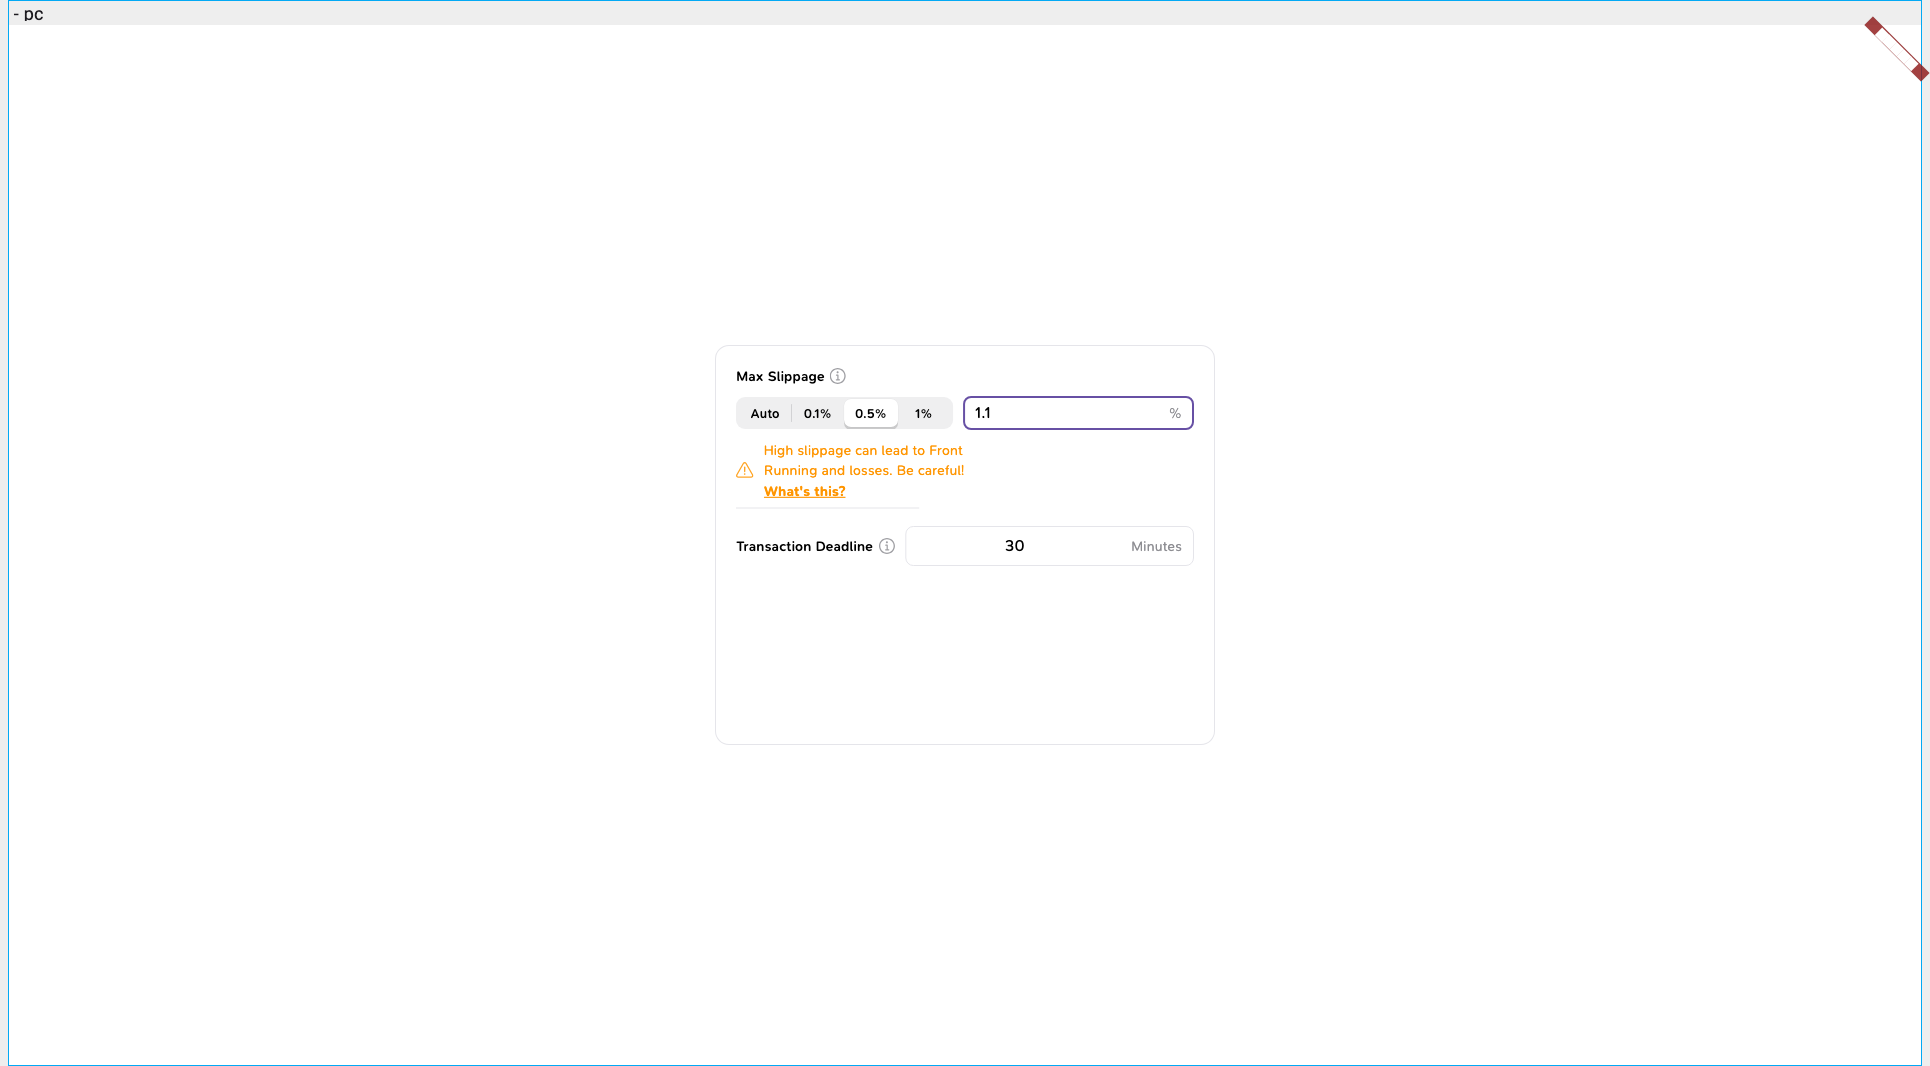 - pc
Max Slippage
Auto 0.1% 0.5% 1% 1.1 %
High slippage can lead to Front
Running and losses. Be careful!
What's this?
Transaction Deadline 30 Minutes